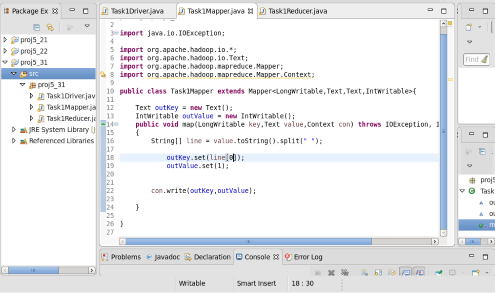 Package Ex
Task1Driver.java
Task1Mapper.java
Task1Reducer.java
proj5_21
proj5_22
proj5_31
src
proj5_31
Task1Driver.jav
Task1Mapper.ja
Task1Reducer.ja
JRE System Library [J
Referenced Libraries
2
3 import java.io.IOException;
4
5 import org.apache.hadoop.io.*;
6 import org.apache.hadoop.io.Text;
7 import org.apache.hadoop.mapreduce.Mapper;
8 import org.apache.hadoop.mapreduce.Mapper.Context;
9
10 public class Task1Mapper extends Mapper<LongWritable,Text,Text,IntWritable>{
11
12 Text outKey = new Text();
13 IntWritable outValue = new IntWritable();
14 public void map(LongWritable key,Text value,Context con) throws IOException, I
15 {
16 String[] line = value.toString().split(" ");
17
18 outKey.set(line[0]);
19 outValue.set(1);
20
21
22 con.write(outKey,outValue);
23
24 }
25
26 }
27
Find
proj5
Task
ou
ou
m
Problems
Javadoc
Declaration
Console
Error Log
Writable
Smart Insert
18 : 30